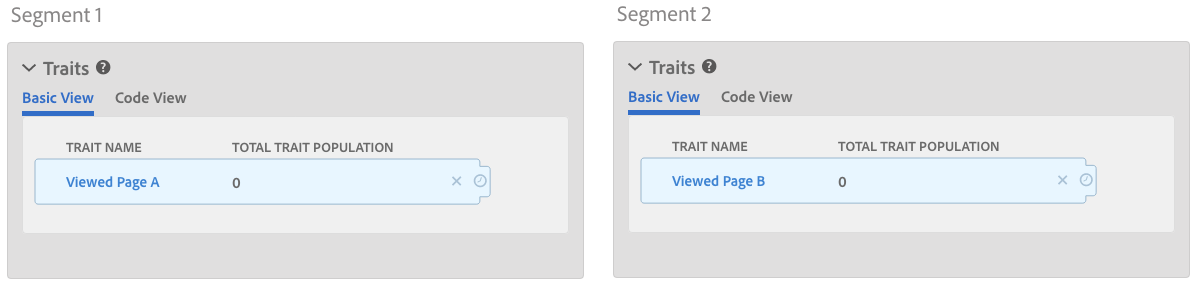 Segment 1
Traits ?
Basic View Code View
TRAIT NAME TOTAL TRAIT POPULATION
Viewed Page A 0
Segment 2
Traits ?
Basic View Code View
TRAIT NAME TOTAL TRAIT POPULATION
Viewed Page B 0